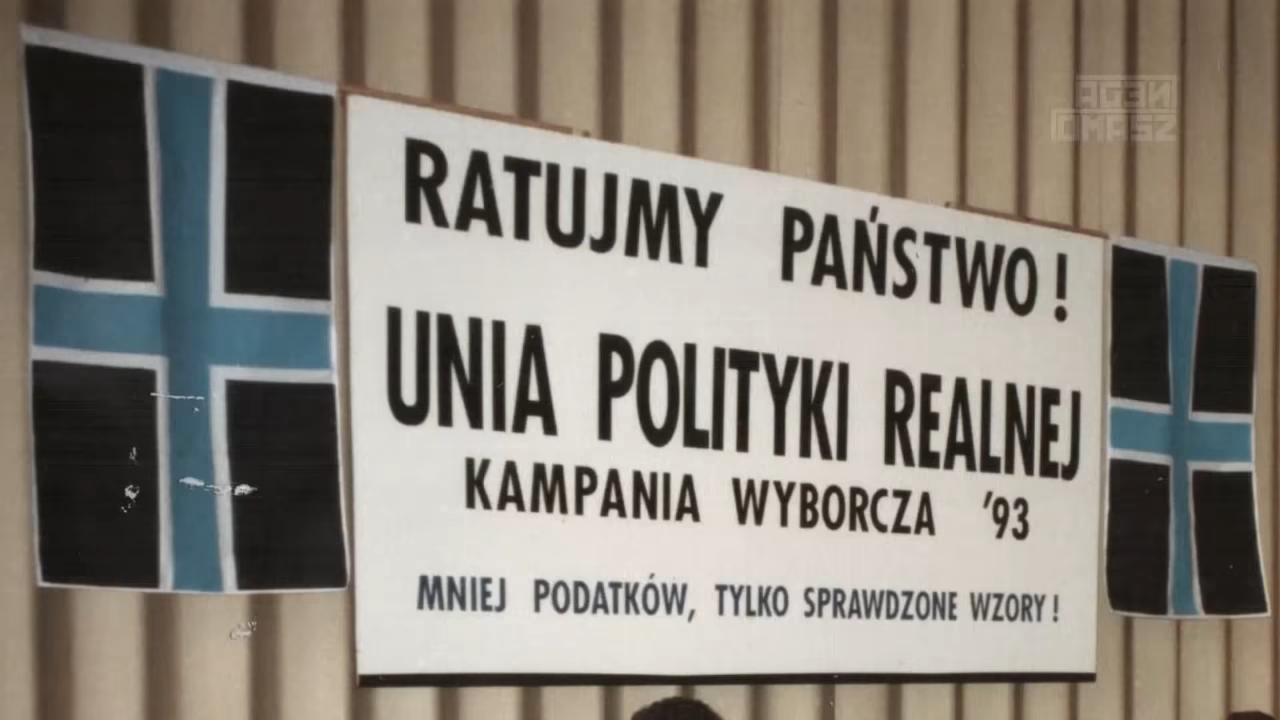 RATUJMY PAŃSTWO !
UNIA POLITYKI REALNEJ
KAMPANIA WYBORCZA '93
MNIEJ PODATKÓW, TYLKO SPRAWDZONE WZORY !